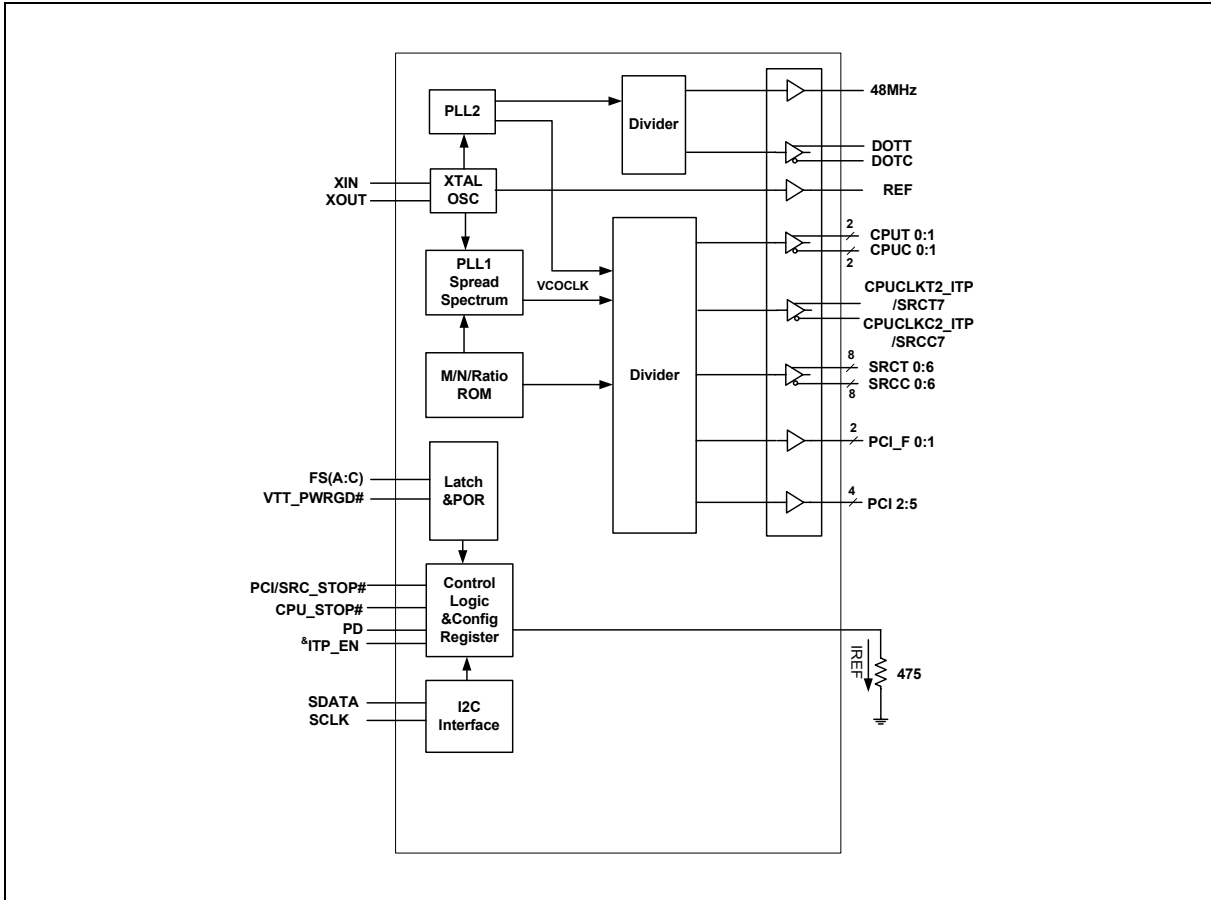 PLL2
Divider
48MHz
DOTT
DOTC
XIN
XOUT
XTAL
OSC
REF
2
CPUT 0:1
CPUC 0:1
2
PLL1
Spread
Spectrum
VCOCLK
CPUCLKT2_ITP
/SRCT7
CPUCLKC2_ITP
/SRCC7
M/N/Ratio
ROM
Divider
8
SRCT 0:6
SRCC 0:6
8
2
PCI_F 0:1
FS(A:C)
VTT_PWRGD#
Latch
&POR
4
PCI 2:5
PCI/SRC_STOP#
CPU_STOP#
PD
&ITP_EN
Control
Logic
&Config
Register
IREF
475
SDATA
SCLK
I2C
Interface